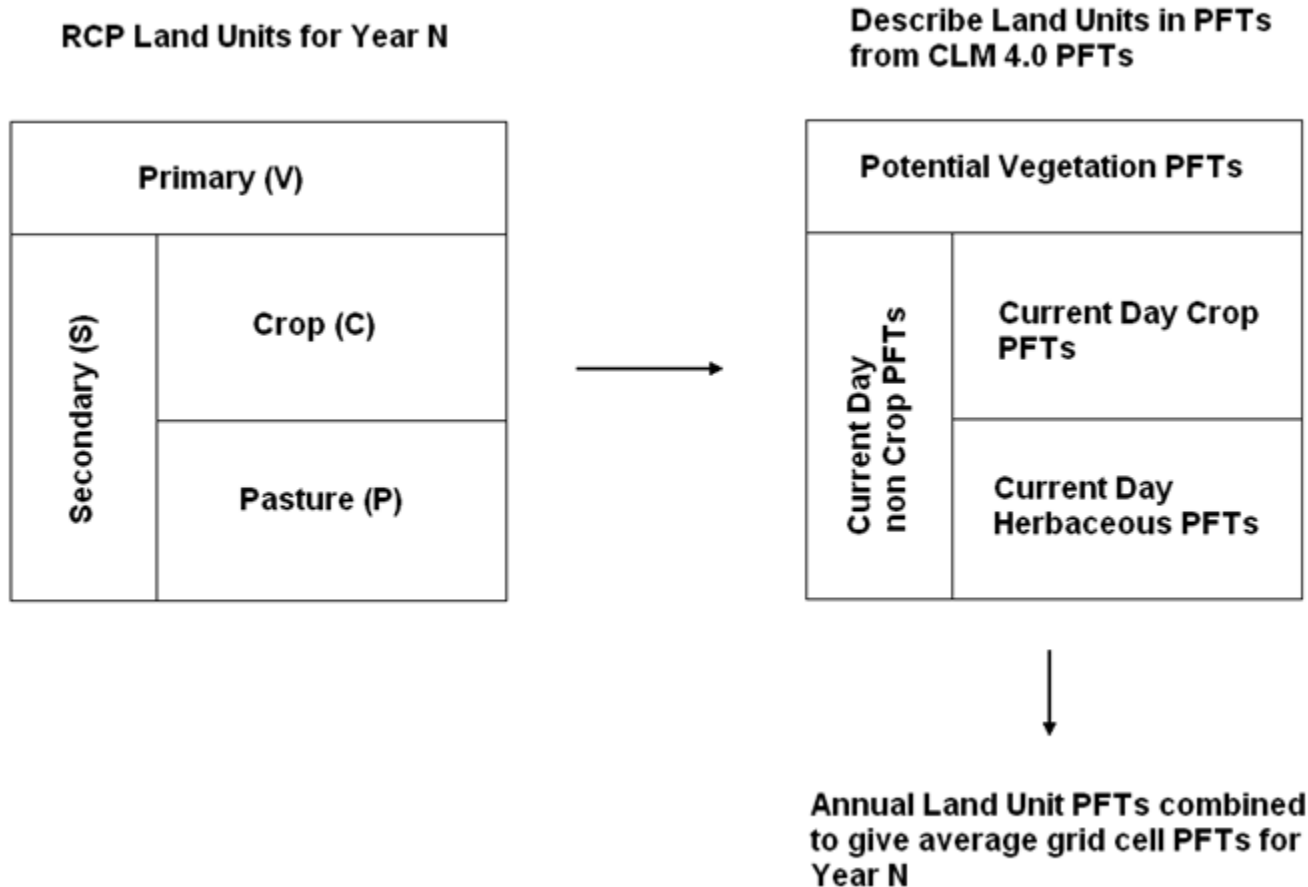 RCP Land Units for Year N
Describe Land Units in PFTs
from CLM 4.0 PFTs
Primary (V)
Secondary (S)
Crop (C)
Pasture (P)
Potential Vegetation PFTs
Current Day
non Crop PFTs
Current Day Crop
PFTs
Current Day
Herbaceous PFTs
Annual Land Unit PFTs combined
to give average grid cell PFTs for
Year N